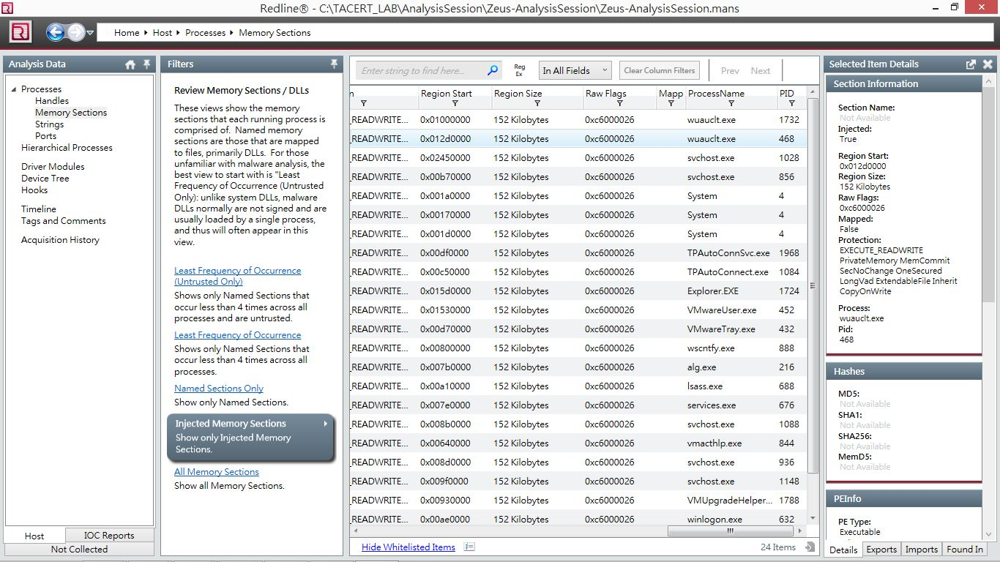 Redline® - C:\TACERT_LAB\AnalysisSession\Zeus-AnalysisSession\Zeus-AnalysisSession.mans
Home Host Processes Memory Sections
Analysis Data
Processes
Handles
Memory Sections
Strings
Ports
Hierarchical Processes
Driver Modules
Device Tree
Hooks
Timeline
Tags and Comments
Acquisition History
Host
IOC Reports
Not Collected
Filters
Review Memory Sections / DLLs
These views show the memory
sections that each running process is
comprised of. Named memory
sections are those that are mapped
to files, primarily DLLs. For those
unfamiliar with malware analysis, the
best view to start with is "Least
Frequency of Occurrence (Untrusted
Only): unlike system DLLs, malware
DLLs normally are not signed and are
usually loaded by a single process,
and thus will often appear in this
view.
Least Frequency of Occurrence
(Untrusted Only)
Shows only Named Sections that
occur less than 4 times across all
processes and are untrusted.
Least Frequency of Occurrence
Shows only Named Sections that
occur less than 4 times across all
processes.
Named Sections Only
Show only Named Sections.
Injected Memory Sections
Show only Injected Memory
Sections.
All Memory Sections
Show all Memory Sections.
Enter string to find here...
Reg
Ex
In All Fields
Clear Column Filters
Prev Next
n Region Start Region Size Raw Flags Mapp ProcessName PID
_READWRITE... 0x01000000 152 Kilobytes 0xc6000026 wuauclt.exe 1732
_READWRITE... 0x012d0000 152 Kilobytes 0xc6000026 wuauclt.exe 468
_READWRITE... 0x02450000 152 Kilobytes 0xc6000026 svchost.exe 1028
_READWRITE... 0x00b70000 152 Kilobytes 0xc6000026 svchost.exe 856
_READWRITE... 0x001a0000 152 Kilobytes 0xc6000026 System 4
_READWRITE... 0x00170000 152 Kilobytes 0xc6000026 System 4
_READWRITE... 0x001d0000 152 Kilobytes 0xc6000026 System 4
_READWRITE... 0x00df0000 152 Kilobytes 0xc6000026 TPAutoConnSvc.exe 1968
_READWRITE... 0x00c50000 152 Kilobytes 0xc6000026 TPAutoConnect.exe 1084
_READWRITE... 0x015d0000 152 Kilobytes 0xc6000026 Explorer.EXE 1724
_READWRITE... 0x01530000 152 Kilobytes 0xc6000026 VMwareUser.exe 452
_READWRITE... 0x00d70000 152 Kilobytes 0xc6000026 VMwareTray.exe 432
_READWRITE... 0x00800000 152 Kilobytes 0xc6000026 wscntfy.exe 888
_READWRITE... 0x007b0000 152 Kilobytes 0xc6000026 alg.exe 216
_READWRITE... 0x00a10000 152 Kilobytes 0xc6000026 lsass.exe 688
_READWRITE... 0x007e0000 152 Kilobytes 0xc6000026 services.exe 676
_READWRITE... 0x008b0000 152 Kilobytes 0xc6000026 svchost.exe 1088
_READWRITE... 0x00640000 152 Kilobytes 0xc6000026 vmacthlp.exe 844
_READWRITE... 0x008d0000 152 Kilobytes 0xc6000026 svchost.exe 936
_READWRITE... 0x009f0000 152 Kilobytes 0xc6000026 svchost.exe 1148
_READWRITE... 0x00930000 152 Kilobytes 0xc6000026 VMUpgradeHelper... 1788
_READWRITE... 0x00ae0000 152 Kilobytes 0xc6000026 winlogon.exe 632
Hide Whitelisted Items
24 Items
Selected Item Details
Section Information
Section Name:
Not Available
Injected:
True
Region Start:
0x012d0000
Region Size:
152 Kilobytes
Raw Flags:
0xc6000026
Mapped:
False
Protection:
EXECUTE_READWRITE
PrivateMemory MemCommit
SecNoChange OneSecured
LongVad ExtendableFile Inherit
CopyOnWrite
Process:
wuauclt.exe
Pid:
468
Hashes
MD5:
Not Available
SHA1:
Not Available
SHA256:
Not Available
MemD5:
Not Available
PEInfo
PE Type:
Executable
Details Exports Imports Found In